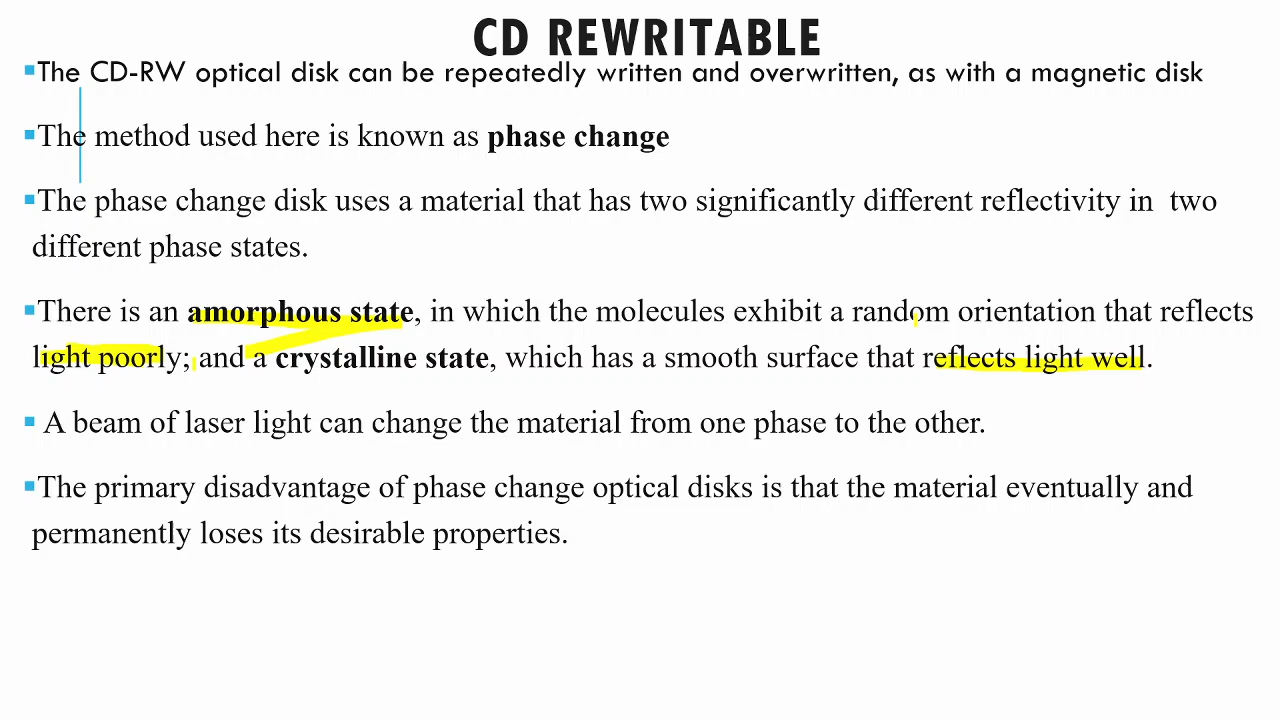 CD REWRITABLE
▪The CD-RW optical disk can be repeatedly written and overwritten, as with a magnetic disk
▪The method used here is known as phase change
▪The phase change disk uses a material that has two significantly different reflectivity in two
different phase states.
▪There is an amorphous state, in which the molecules exhibit a random orientation that reflects
light poorly; and a crystalline state, which has a smooth surface that reflects light well.
▪ A beam of laser light can change the material from one phase to the other.
▪The primary disadvantage of phase change optical disks is that the material eventually and
permanently loses its desirable properties.